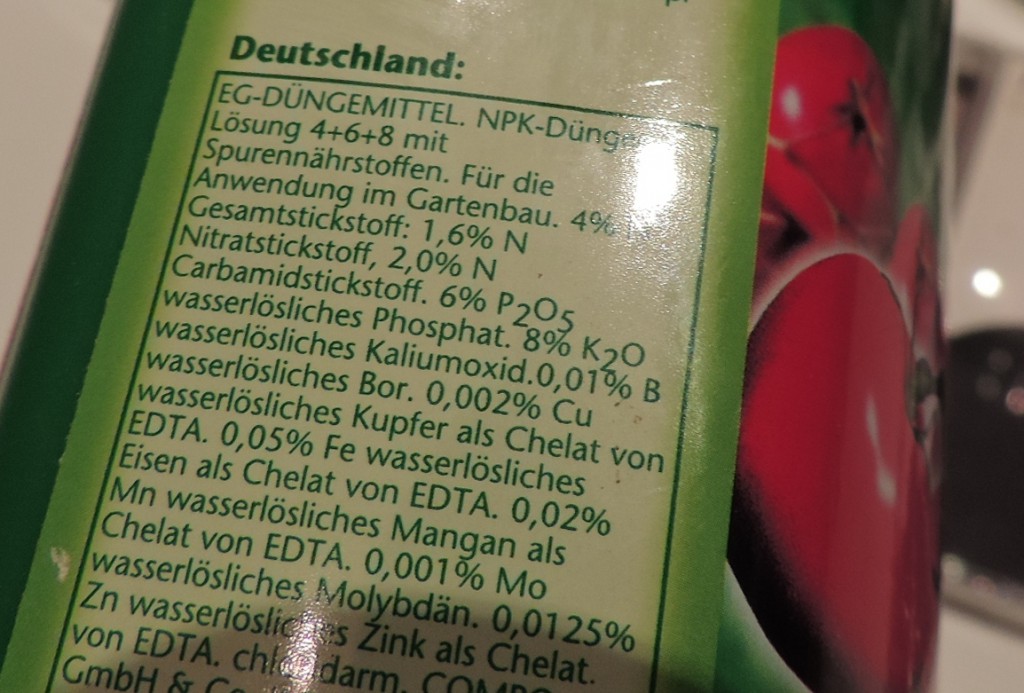 Deutschland:
EG-DÜNGEMITTEL. NPK-Dünge
Lösung 4+6+8 mit
Spurennährstoffen. Für die
Anwendung im Gartenbau. 4%
Gesamtstickstoff: 1,6% N
Nitratstickstoff, 2,0% N
Carbamidstickstoff. 6% P2O5
wasserlösliches Phosphat. 8% K2O
wasserlösliches Kaliumoxid.0,01% B
wasserlösliches Bor. 0,002% Cu
wasserlösliches Kupfer als Chelat von
EDTA. 0,05% Fe wasserlösliches
Eisen als Chelat von EDTA. 0,02%
Mn wasserlösliches Mangan als
Chelat von EDTA. 0,001% Mo
wasserlösliches Molybdän. 0,0125%
Zn wasserlösliches Zink als Chelat.
von EDTA. darm.
GmbH &